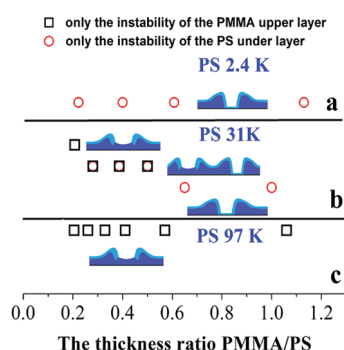 only the instability of the PMMA upper layer
only the instability of the PS under layer
PS 2.4 K
a
PS 31K
b
PS 97 K
c
0.0 0.2 0.4 0.6 0.8 1.0 1.2
The thickness ratio PMMA/PS